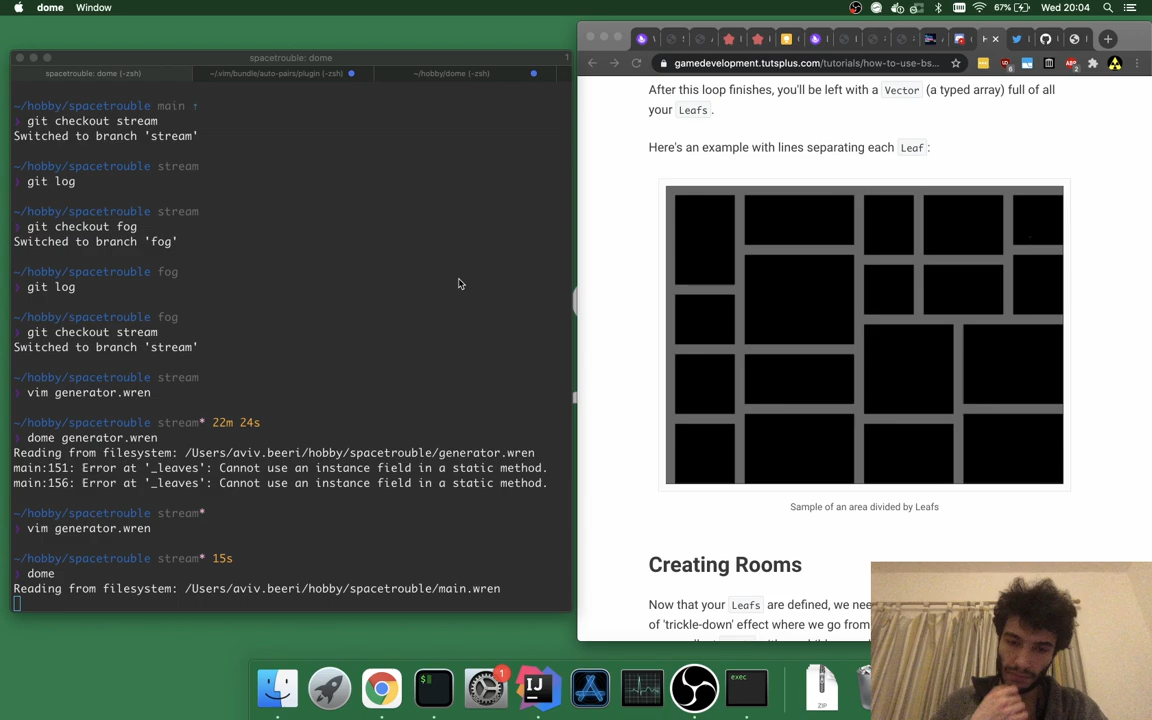 dome Window
67% Wed 20:04
spacetrouble: dome
1
spacetrouble: dome (-zsh)
~/.vim/bundle/auto-pairs/plugin (-zsh)
~/hobby/dome (-zsh)
~/hobby/spacetrouble main ↑
❯ git checkout stream
Switched to branch 'stream'
~/hobby/spacetrouble stream
❯ git log
~/hobby/spacetrouble stream
❯ git checkout fog
Switched to branch 'fog'
~/hobby/spacetrouble fog
❯ git log
~/hobby/spacetrouble fog
❯ git checkout stream
Switched to branch 'stream'
~/hobby/spacetrouble stream
❯ vim generator.wren
~/hobby/spacetrouble stream* 22m 24s
❯ dome generator.wren
Reading from filesystem: /Users/aviv.beeri/hobby/spacetrouble/generator.wren
main:151: Error at '_leaves': Cannot use an instance field in a static method.
main:156: Error at '_leaves': Cannot use an instance field in a static method.
~/hobby/spacetrouble stream*
❯ vim generator.wren
~/hobby/spacetrouble stream* 15s
❯ dome
Reading from filesystem: /Users/aviv.beeri/hobby/spacetrouble/main.wren
gamedevelopment.tutsplus.com/tutorials/how-to-use-bs...
After this loop finishes, you'll be left with a Vector (a typed array) full of all
your Leafs.
Here's an example with lines separating each Leaf:
Sample of an area divided by Leafs
Creating Rooms
Now that your Leafs are defined, we nee
of 'trickle-down' effect where we go from
1
IJ
exec
ZIP